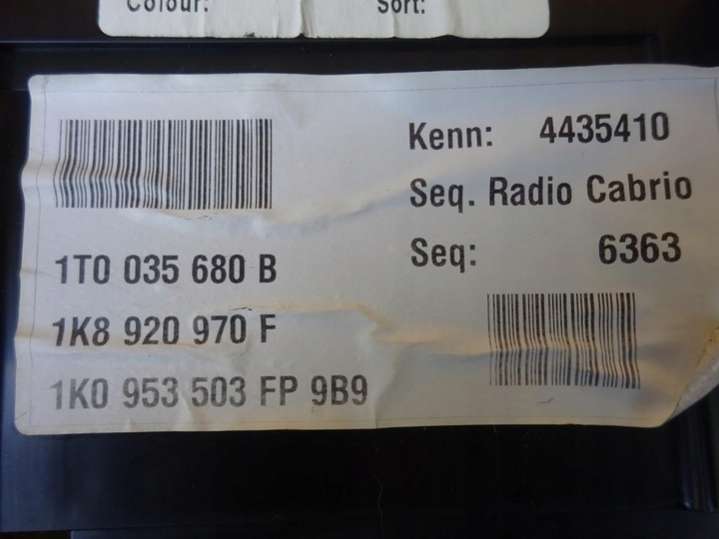 Colour:
Sort:
Kenn: 4435410
Seq. Radio Cabrio
Seq: 6363
1T0 035 680 B
1K8 920 970 F
1K0 953 503 FP 9B9